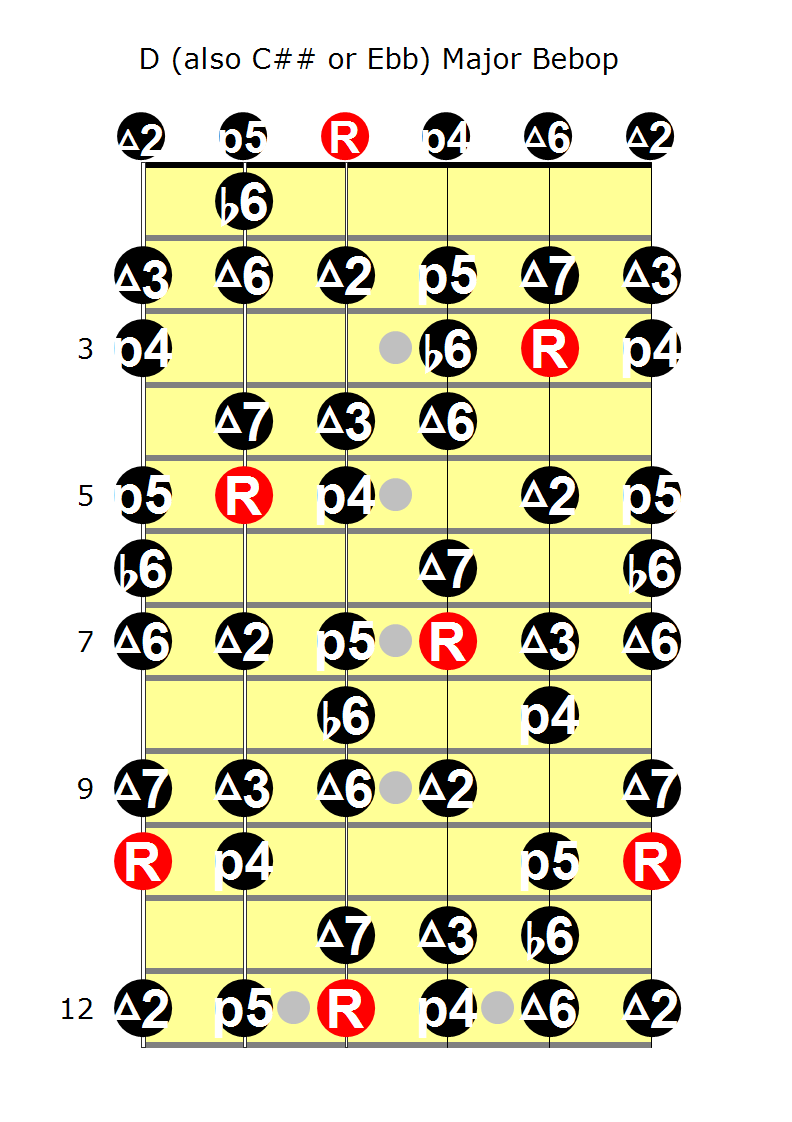 D (also C## or Ebb) Major Bebop
Δ2 p5 R p4 Δ6 Δ2
♭6
Δ3 Δ6 Δ2 p5 Δ7 Δ3
3 p4 ♭6 R p4
Δ7 Δ3 Δ6
5 p5 R p4 Δ2 p5
♭6 Δ7 ♭6
7 Δ6 Δ2 p5 R Δ3 Δ6
♭6 p4
9 Δ7 Δ3 Δ6 Δ2 Δ7
R p4 p5 R
Δ7 Δ3 ♭6
12 Δ2 p5 R p4 Δ6 Δ2